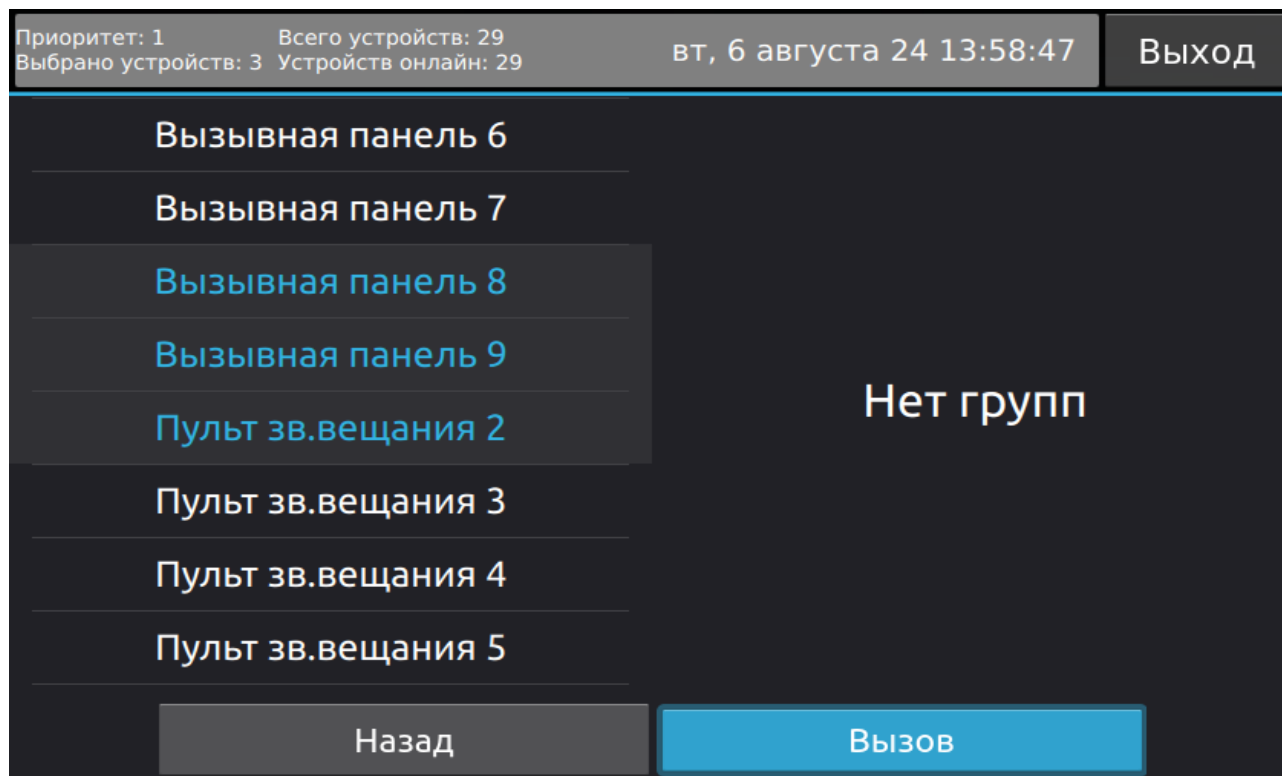 Приоритет: 1 Всего устройств: 29
Выбрано устройств: 3 Устройств онлайн: 29
вт, 6 августа 24 13:58:47
Выход
Вызывная панель 6
Вызывная панель 7
Вызывная панель 8
Вызывная панель 9
Пульт зв.вещания 2
Пульт зв.вещания 3
Пульт зв.вещания 4
Пульт зв.вещания 5
Нет групп
Назад
Вызов